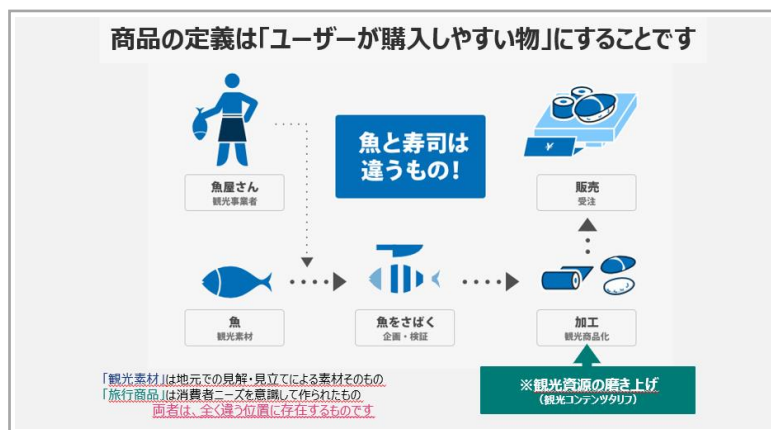 商品の定義は「ユーザーが購入しやすい物」にすることです
魚と寿司は
違うもの!
魚屋さん
観光事業者
¥
販売
受注
魚
観光素材
魚をさばく
企画・検証
加工
観光商品化
「観光素材」は地元での見解・見立てによる素材そのもの
「旅行商品」は消費者ニーズを意識して作られたもの
両者は、全く違う位置に存在するものです
※観光資源の磨き上げ
(観光コンテンツタリフ)